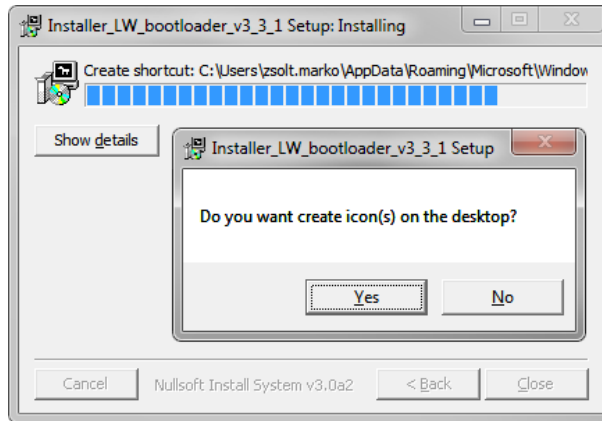 Installer_LW_bootloader_v3_3_1 Setup: Installing
Create shortcut: C:\Users\zsolt.marko\AppData\Roaming\Microsoft\Window
Show details
Installer_LW_bootloader_v3_3_1 Setup
Do you want create icon(s) on the desktop?
Yes No
Cancel Nullsoft Install System v3.0a2 < Back Close